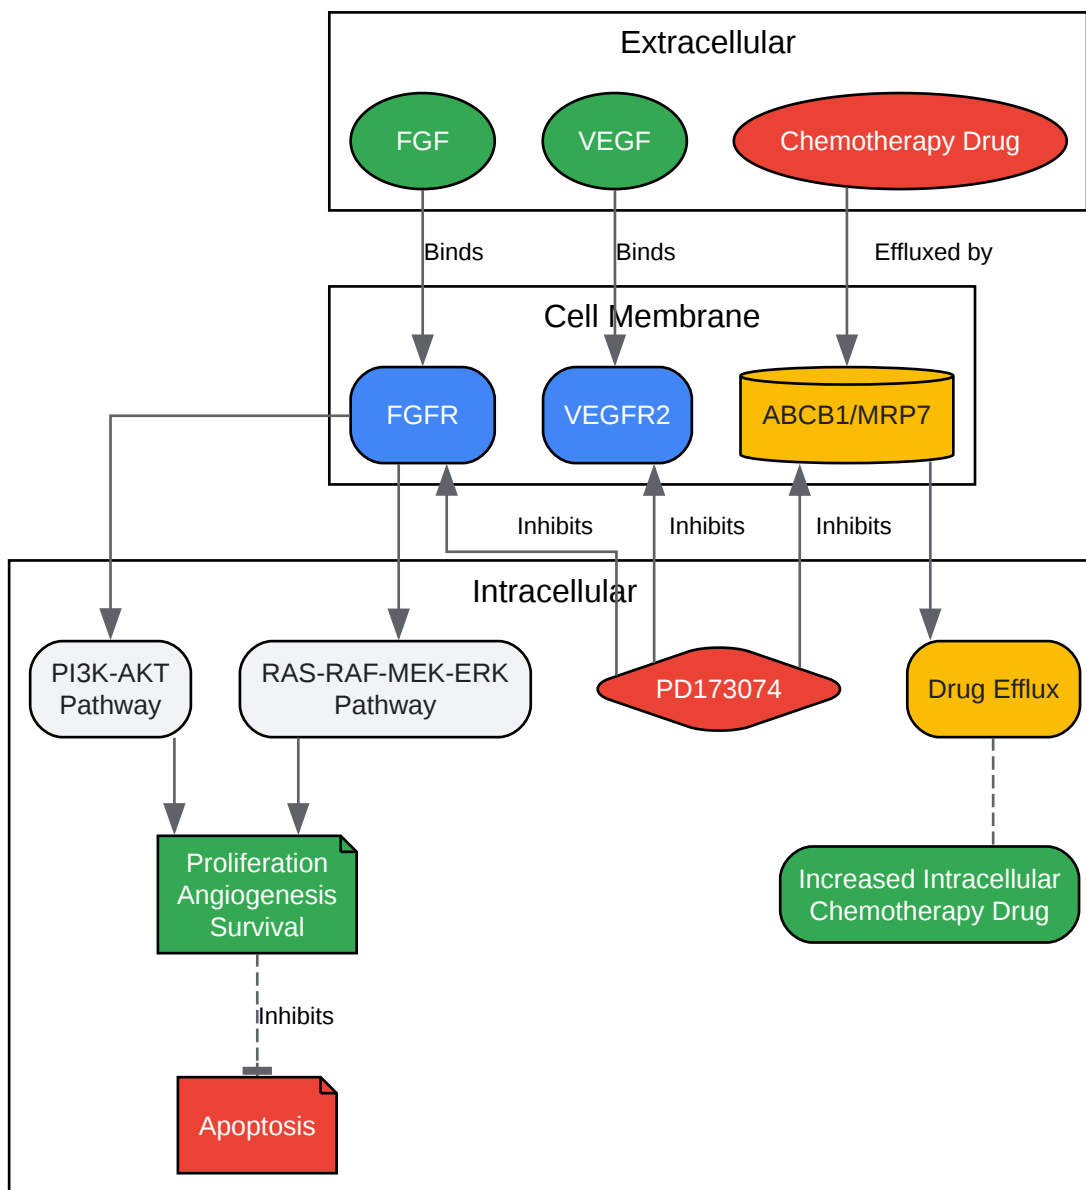 Extracellular
FGF
VEGF
Chemotherapy Drug
Binds
Binds
Effluxed by
Cell Membrane
FGFR
VEGFR2
ABCB1/MRP7
Inhibits
Inhibits
Inhibits
Intracellular
PI3K-AKT
Pathway
RAS-RAF-MEK-ERK
Pathway
PD173074
Drug Efflux
Proliferation
Angiogenesis
Survival
Increased Intracellular
Chemotherapy Drug
Inhibits
Apoptosis